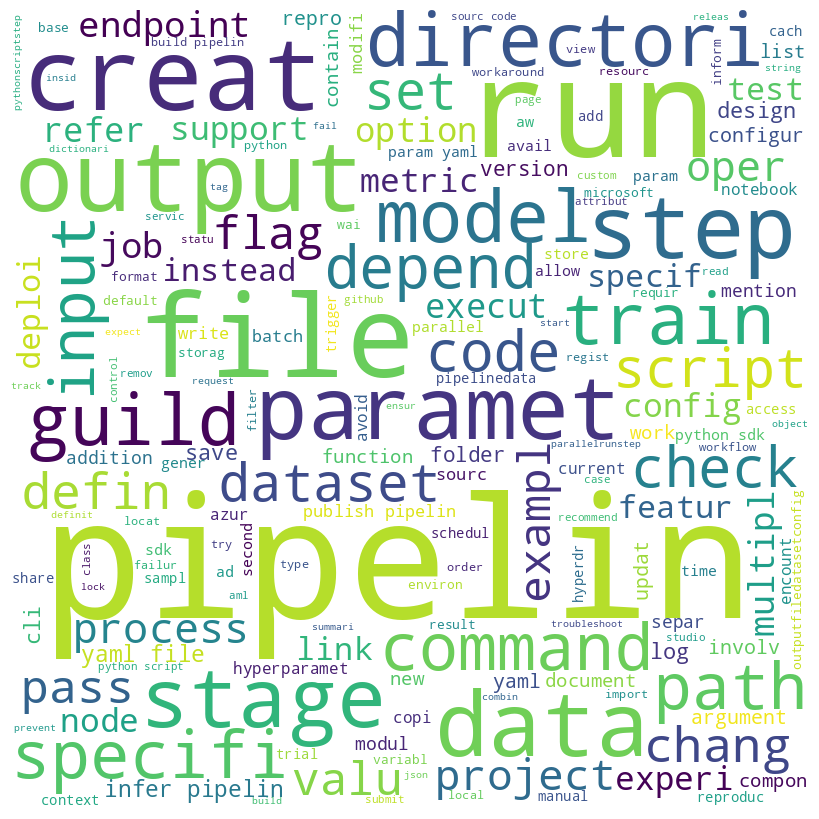 base
endpoint
repro
sourc code
releas
cach
pythonscriptstep
build pipelin
contain
modifi
directori
view
inform
list
string
insid
creat
workaround
resourc
run
set
page
test
refer
support
option
aw
add
design
fail
dictionari
python
param yaml
avail
configur
output
metric
version
custom
param
oper
tag
microsoft
notebook
attribut
servic
wai
model
step
input
job
statu
flag
depend
store
read
deploi
format
instead
allow
specif
mention
default
github
execut
requir
expect
file
trigger
parallel
start
train
track
control
write
batch
code
regist
storag
pipelinedata
script
remov
request
guild
filter
paramet
ensur
config
access
avoid
work
python sdk
object
save
parallelrunstep
workflow
addition
gener
function
folder
sourc
exampl
current
check
case
defin
dataset
multipl
definit
azur
publish pipelin
recommend
featur
encount
outputfiledatasetconfig
locat
second
schedul
class
sdk
try
order
hyperdr
updat
time
share
failur
sampl
ad
type
environ
lock
pipelin
aml
cli
process
summari
result
troubleshoot
separ
studio
yaml file
link
command
log
involv
python script
hyperparamet
import
pass
stage
new
yaml
document
path
combin
node
copi
data
argument
prevent
specifi
modul
chang
trial
variabl
valu
json
project
experi
compon
context
build
infer pipelin
submit
local
manual
reproduc